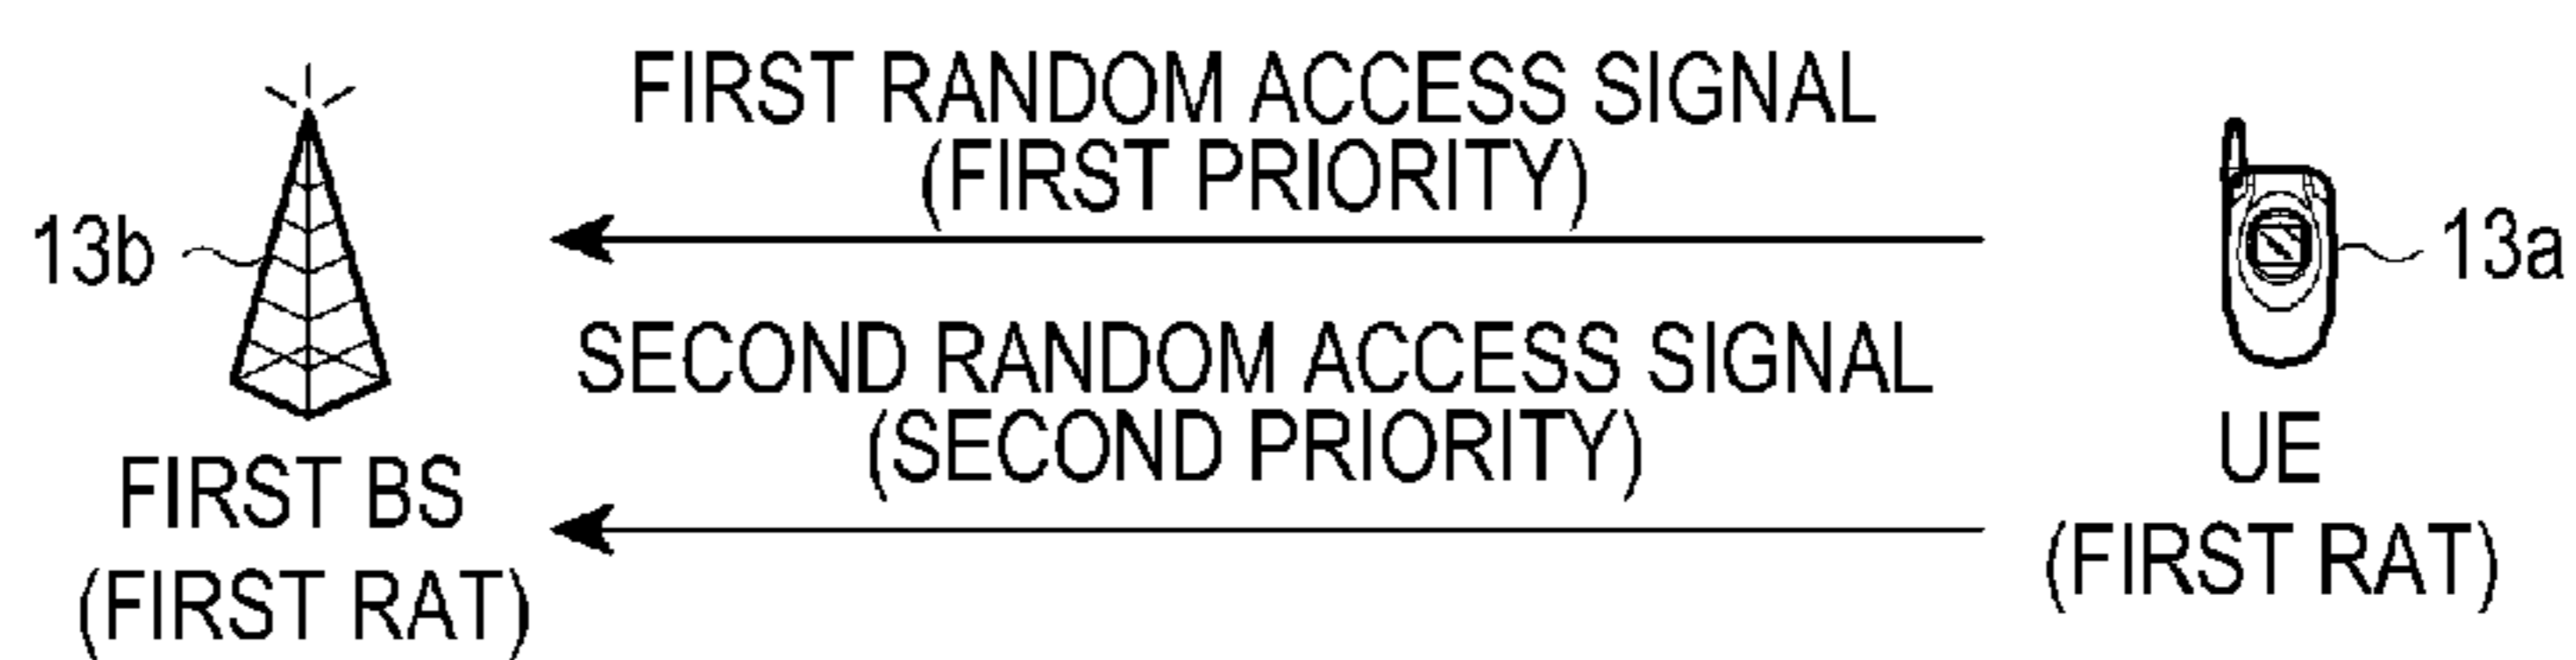 FIRST RANDOM ACCESS SIGNAL
(FIRST PRIORITY)
13b
13a
SECOND RANDOM ACCESS SIGNAL
(SECOND PRIORITY)
FIRST BS
(FIRST RAT)
UE
(FIRST RAT)